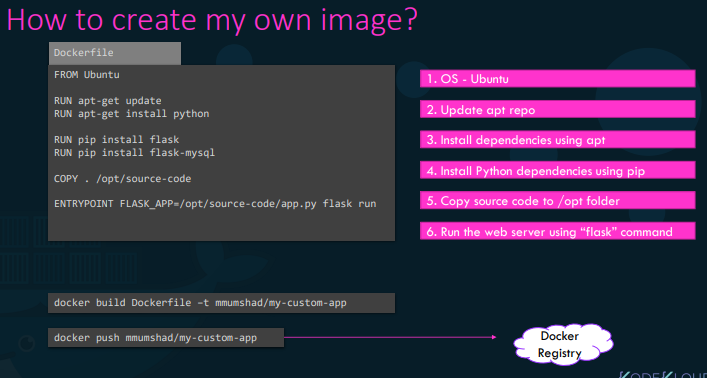 How to create my own image?
Dockerfile
FROM Ubuntu
RUN apt-get update
RUN apt-get install python
RUN pip install flask
RUN pip install flask-mysql
COPY . /opt/source-code
ENTRYPOINT FLASK_APP=/opt/source-code/app.py flask run
1. OS - Ubuntu
2. Update apt repo
3. Install dependencies using apt
4. Install Python dependencies using pip
5. Copy source code to /opt folder
6. Run the web server using “flask” command
docker build Dockerfile –t mmumshad/my-custom-app
docker push mmumshad/my-custom-app
Docker
Registry